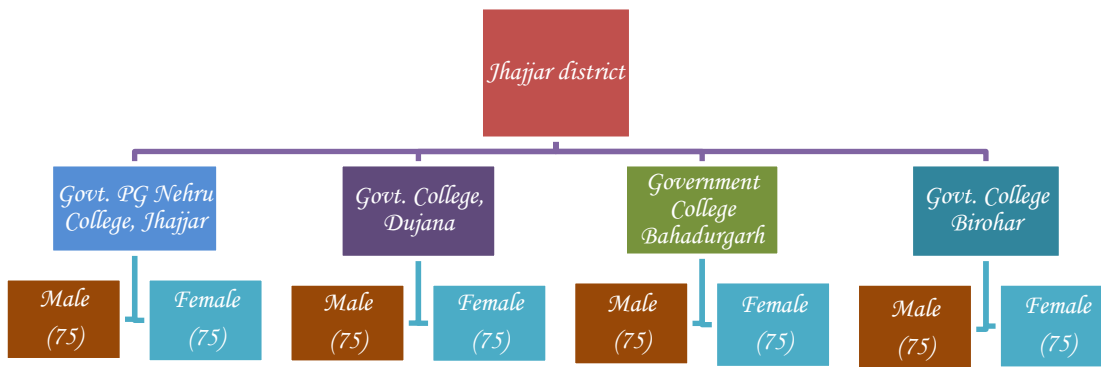 Jhajjar district
Govt. PG Nehru
College, Jhajjar
Govt. College,
Dujana
Government
College
Bahadurgarh
Govt. College
Birohar
Male
(75)
Female
(75)
Male
(75)
Female
(75)
Male
(75)
Female
(75)
Male
(75)
Female
(75)